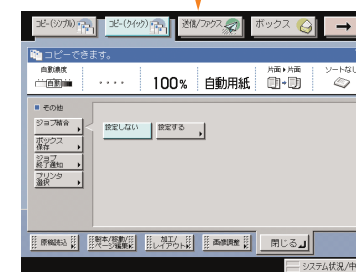 コピー(シンプル)
コピー(クイック)
送信/ファクス
ボックス
コピーできます。
自動濃度
自動
100%
自動用紙
片面▶片面
ソートなし
■ その他
ジョブ結合
ボックス
保存
ジョブ
終了通知
プリンタ
選択
設定しない
設定する
原稿読込
製本/移動/
ページ編集
加工/
レイアウト
画像調整
閉じる
システム状況/中